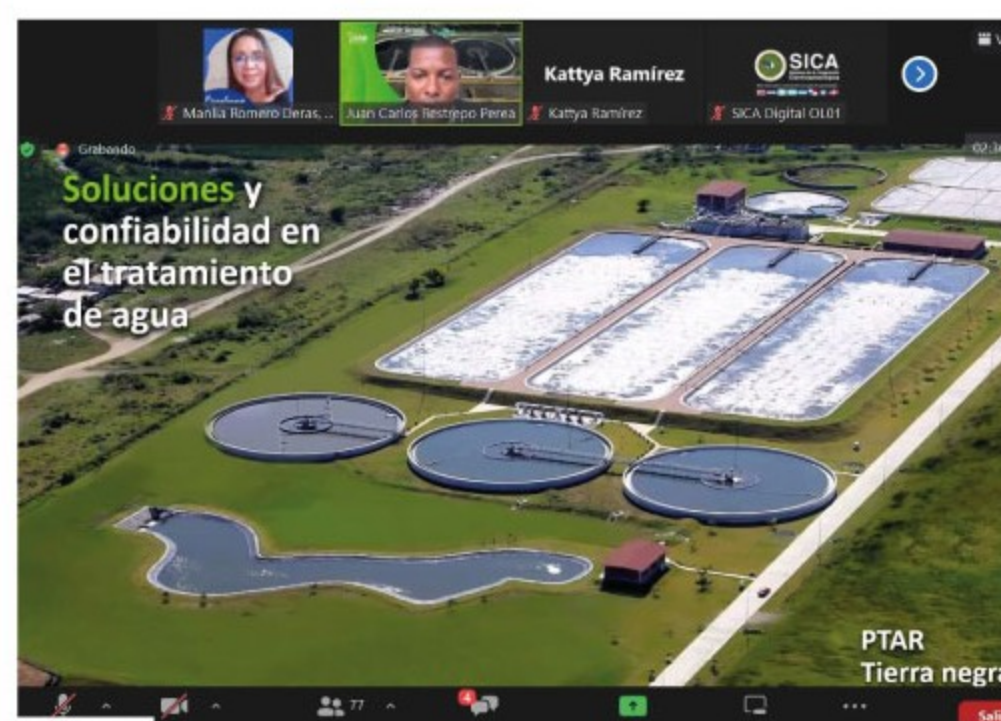 Kattya Ramírez
SICA
Manlia Romero Deras, ...
Juan Carlos Restrepo Perea
Kattya Ramírez
SICA Digital OL01
Grabando
Soluciones y
confiabilidad en
el tratamiento
de agua
PTAR
Tierra negra
77
4